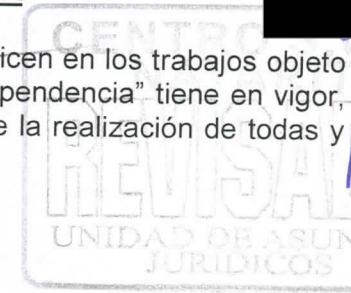 icen en los trabajos objeto
pendencia” tiene en vigor,
e la realización de todas y
CENTRO
REVISA
UNIDAD DE ASUN
JURIDICOS